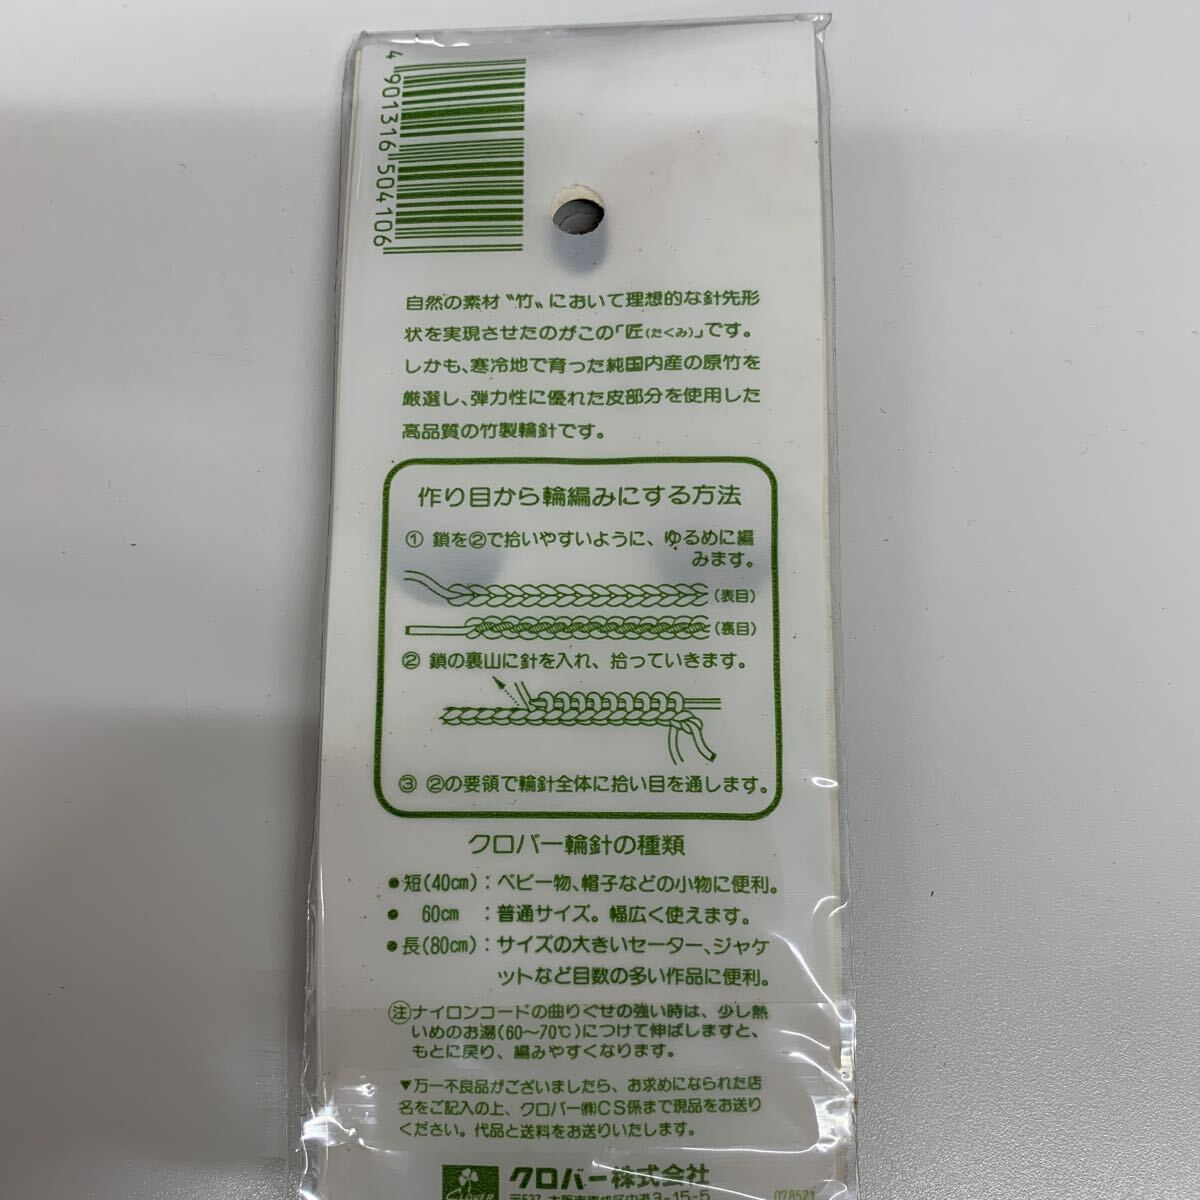 4 901316 504106
自然の素材〝竹〟において理想的な針先形
状を実現させたのがこの「匠(たくみ)」です。
しかも、寒冷地で育った純国内産の原竹を
厳選し、弾力性に優れた皮部分を使用した
高品質の竹製輪針です。
作り目から輪編みにする方法
① 鎖を②で拾いやすいように、ゆるめに編
みます。
(表目)
(裏目)
② 鎖の裏山に針を入れ、拾っていきます。
③ ②の要領で輪針全体に拾い目を通します。
クロバー輪針の種類
●短(40cm)：ベビー物、帽子などの小物に便利。
● 60cm ：普通サイズ。幅広く使えます。
●長(80cm)：サイズの大きいセーター、ジャケ
ットなど目数の多い作品に便利。
注 ナイロンコードの曲りぐせの強い時は、少し熱
いめのお湯(60〜70℃)につけて伸ばしますと、
もとに戻り、編みやすくなります。
▼万一不良品がございましたら、お求めになられた店
名をご記入の上、クロバー㈱CS係まで現品をお送り
ください。代品と送料をお送りいたします。
Clover クロバー株式会社
〒537 大阪市東成区中道3-15-5 078521